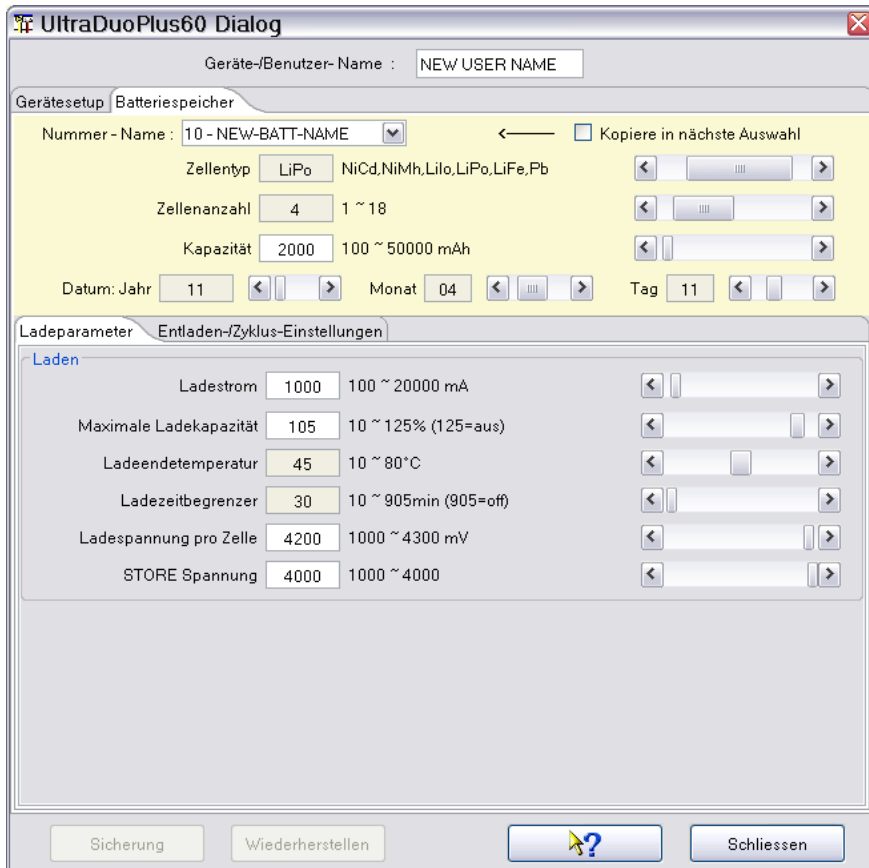 UltraDuoPlus60 Dialog
Geräte-/Benutzer- Name : NEW USER NAME
Gerätesetup Batteriespeicher
Nummer - Name : 10 - NEW-BATT-NAME <—— Kopiere in nächste Auswahl
Zellentyp LiPo NiCd,NiMh,LiIo,LiPo,LiFe,Pb
Zellenanzahl 4 1 ~ 18
Kapazität 2000 100 ~ 50000 mAh
Datum: Jahr 11 Monat 04 Tag 11
Ladeparameter Entladen-/Zyklus-Einstellungen
Laden
Ladestrom 1000 100 ~ 20000 mA
Maximale Ladekapazität 105 10 ~ 125% (125=aus)
Ladeendetemperatur 45 10 ~ 80°C
Ladezeitbegrenzer 30 10 ~ 905min (905=off)
Ladespannung pro Zelle 4200 1000 ~ 4300 mV
STORE Spannung 4000 1000 ~ 4000
Sicherung Wiederherstellen ? Schliessen